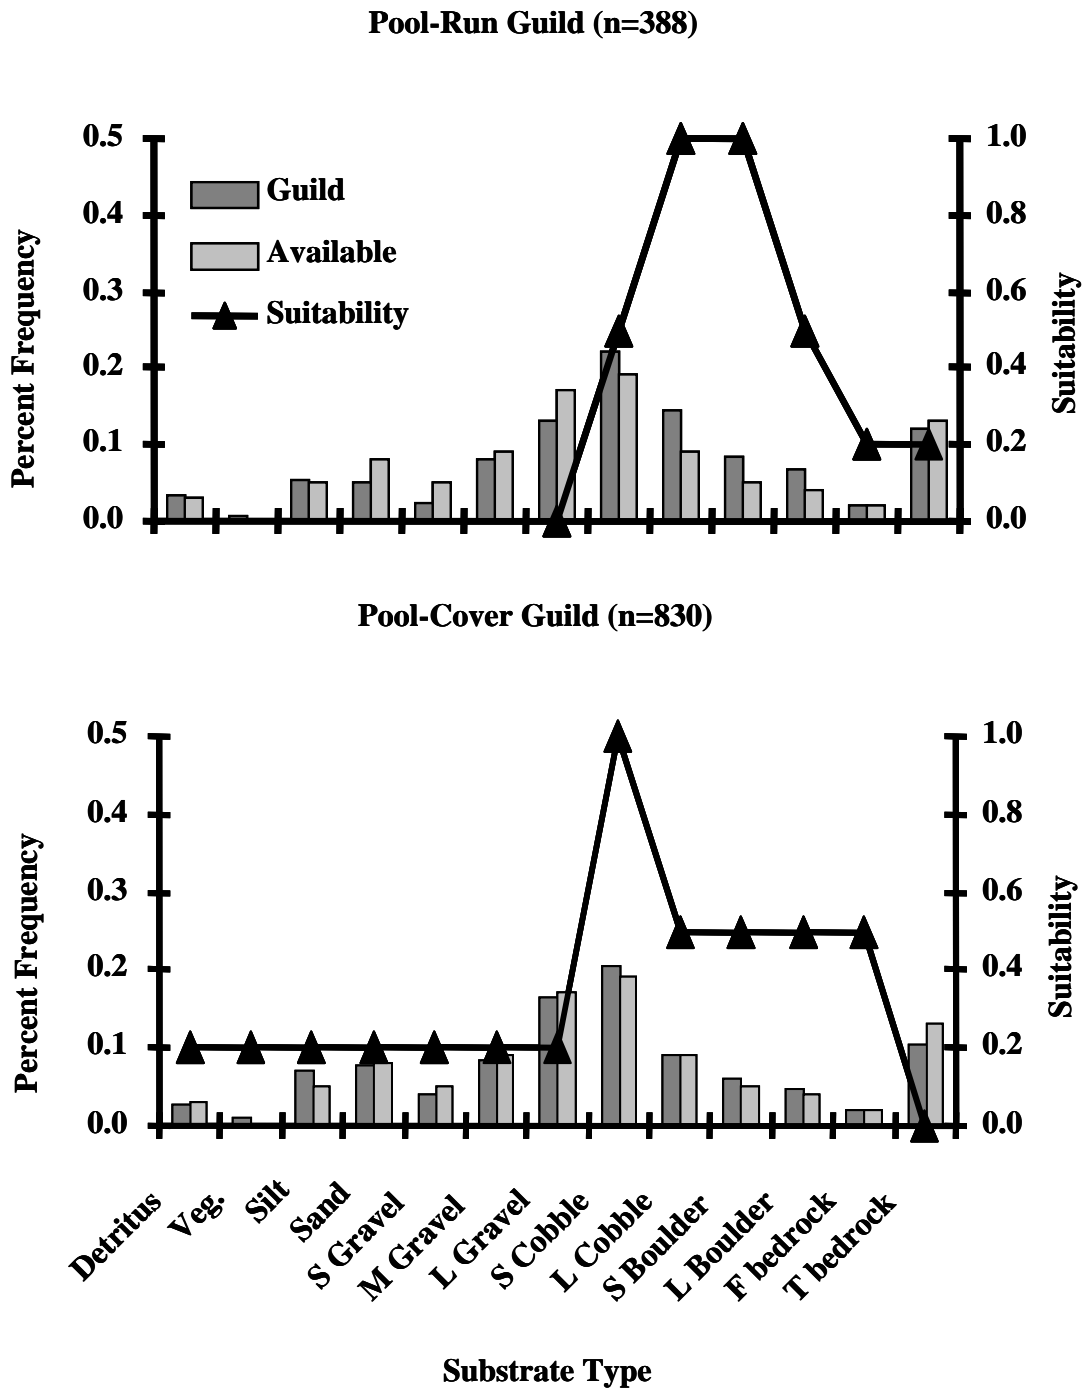 Pool-Run Guild (n=388)
0.5
0.4
0.3
0.2
0.1
0.0
Percent Frequency
Guild
Available
Suitability
1.0
0.8
0.6
0.4
0.2
0.0
Suitability
Pool-Cover Guild (n=830)
0.5
0.4
0.3
0.2
0.1
0.0
Percent Frequency
1.0
0.8
0.6
0.4
0.2
0.0
Suitability
Detritus
Veg.
Silt
Sand
S Gravel
M Gravel
L Gravel
S Cobble
L Cobble
S Boulder
L Boulder
F bedrock
T bedrock
Substrate Type